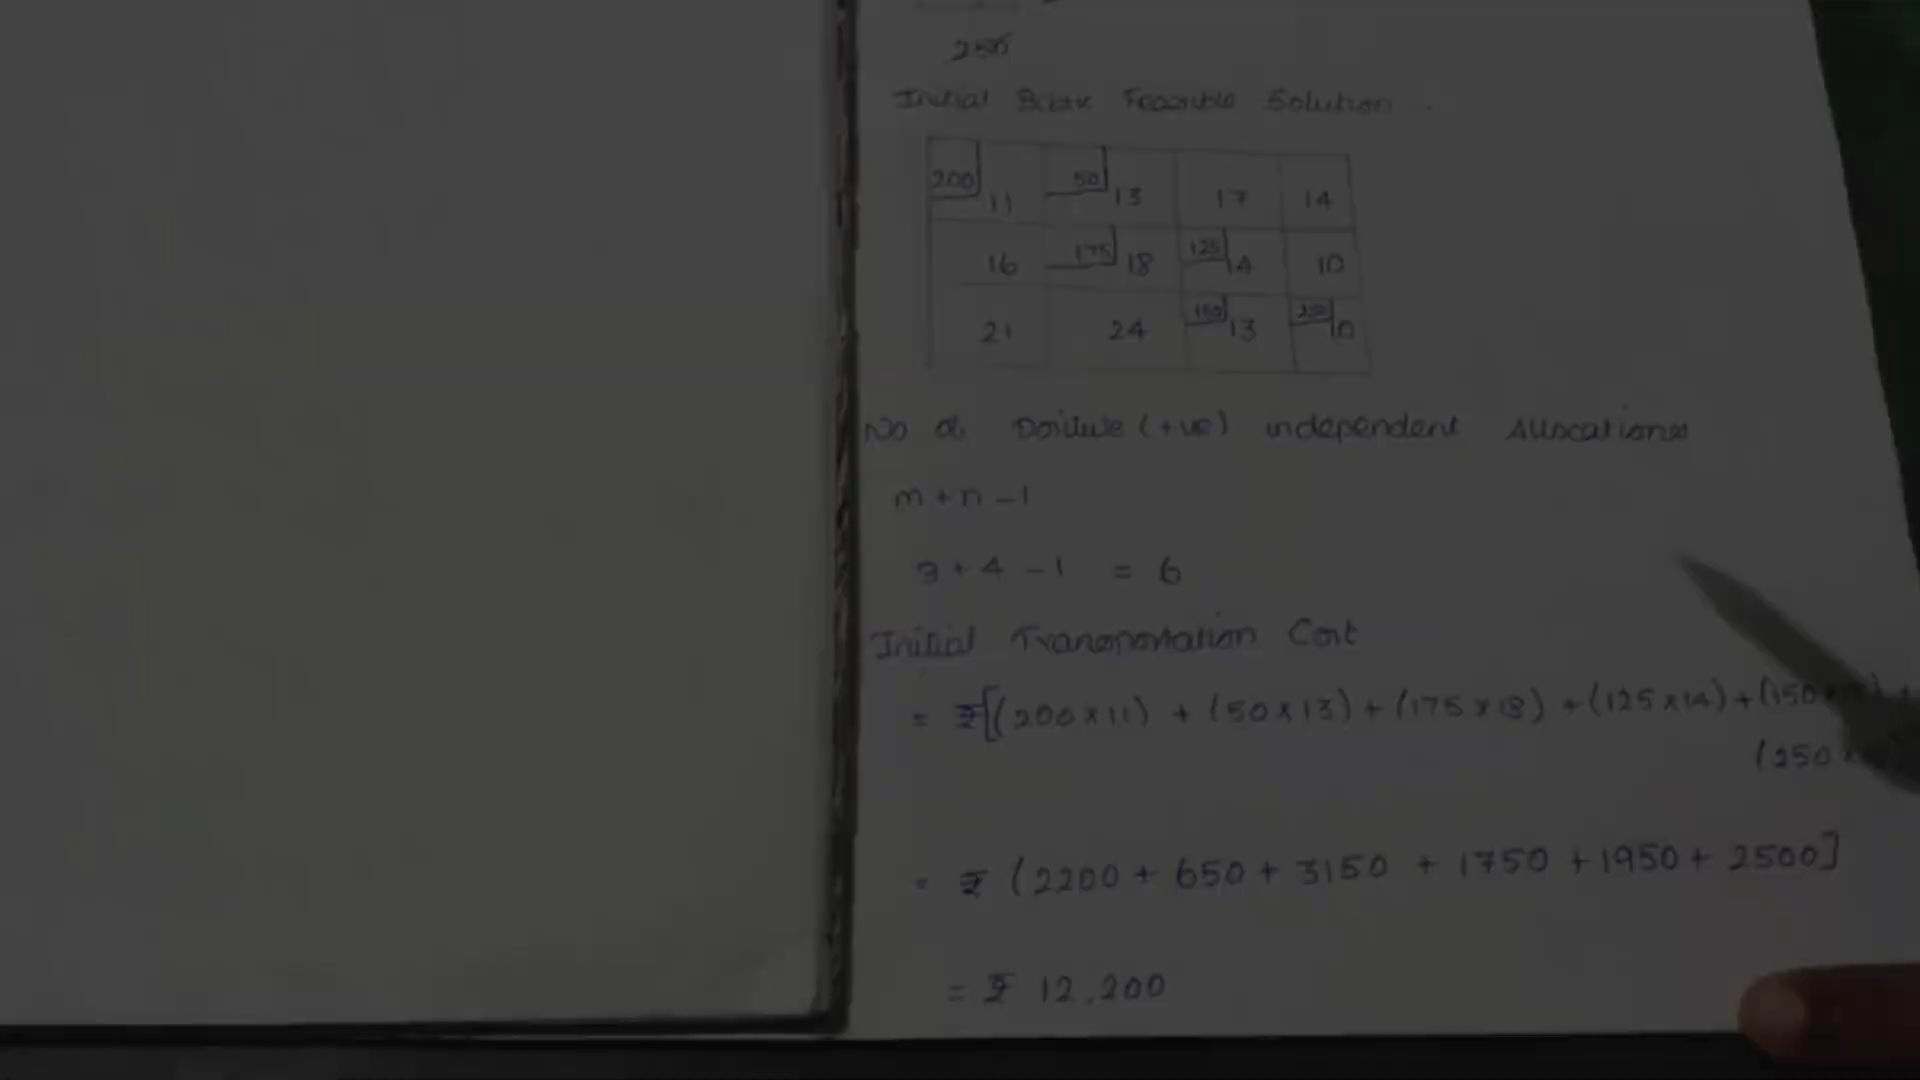 250
Initial Basic Feasible Solution.
200 11 50 13 17 14
16 175 18 125 14 10
21 24 150 13 250 10
No of Positive (+ve) independent Allocations
m+n-1
3+4-1 = 6
Initial Transportation Cost
= ₹[(200×11) + (50×13) + (175×18) + (125×14) + (150
(250
= ₹ (2200 + 650 + 3150 + 1750 + 1950 + 2500]
= ₹ 12,200